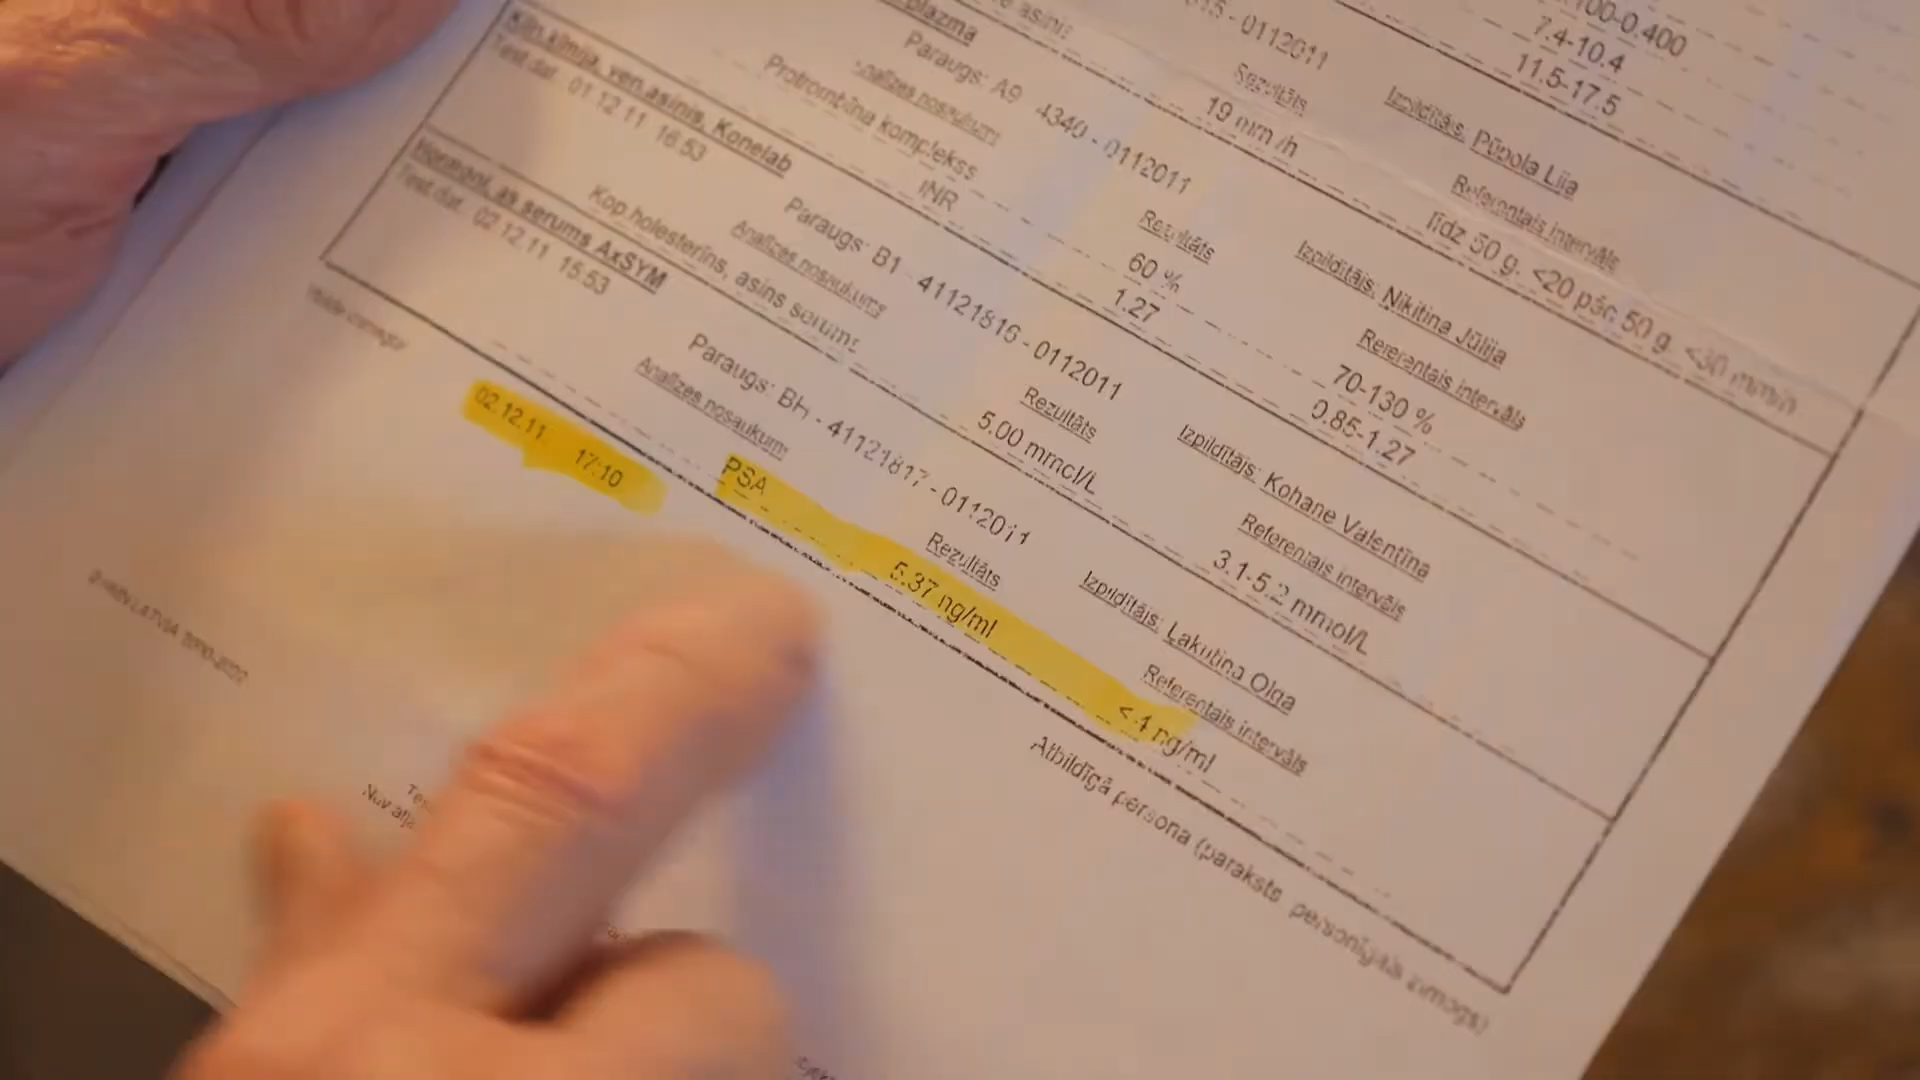 7.4-10.4
11.5-17.5
- 0112011
Rezultāts
Izpildītājs: Pūpola Lija
19 mm /h
Referentais intervāls
līdz 50 g. <20 pēc 50 g. <30 mm/h
plazma
Paraugs: A9 4340 - 0112011
Analīzes nosaukums
Rezultāts
Izpildītājs: Ņikitina Jūlija
Referentais intervāls
Protrombīna komplekss
60 %
70-130 %
INR
1.27
0.85-1.27
Klīn.ķīmija, ven.asinis, Konelab
Test.dat. 01.12.11 16:53
Paraugs: B1 - 41121816 - 0112011
Analīzes nosaukums
Rezultāts
Izpildītājs: Kohane Valentīna
Referentais intervāls
Kop.holesterīns, asins serums
5.00 mmol/L
3.1-5.2 mmol/L
Hormoni, as.serums AxSYM
Test.dat. 02.12.11 15:53
Paraugs: BH - 41121817 - 0112011
Analīzes nosaukums
Rezultāts
Izpildītājs: Lakutina Olga
Referentais intervāls
PSA
5.37 ng/ml
< 4 ng/ml
02.12.11 17:10
Atbildīgā persona (paraksts, personīgais zīmogs)